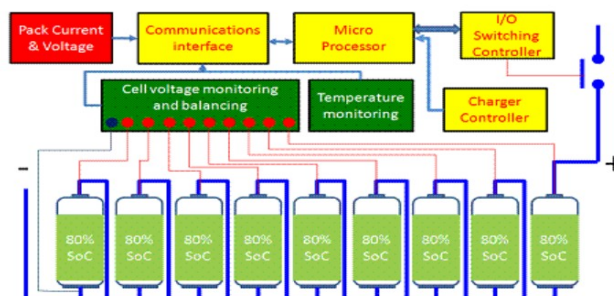 Pack Current
& Voltage
Communications
interface
Micro
Processor
I/O
Switching
Controller
Cell voltage monitoring
and balancing
Temperature
monitoring
Charger
Controller
-
+
80%
SoC
80%
SoC
80%
SoC
80%
SoC
80%
SoC
80%
SoC
80%
SoC
80%
SoC
80%
SoC